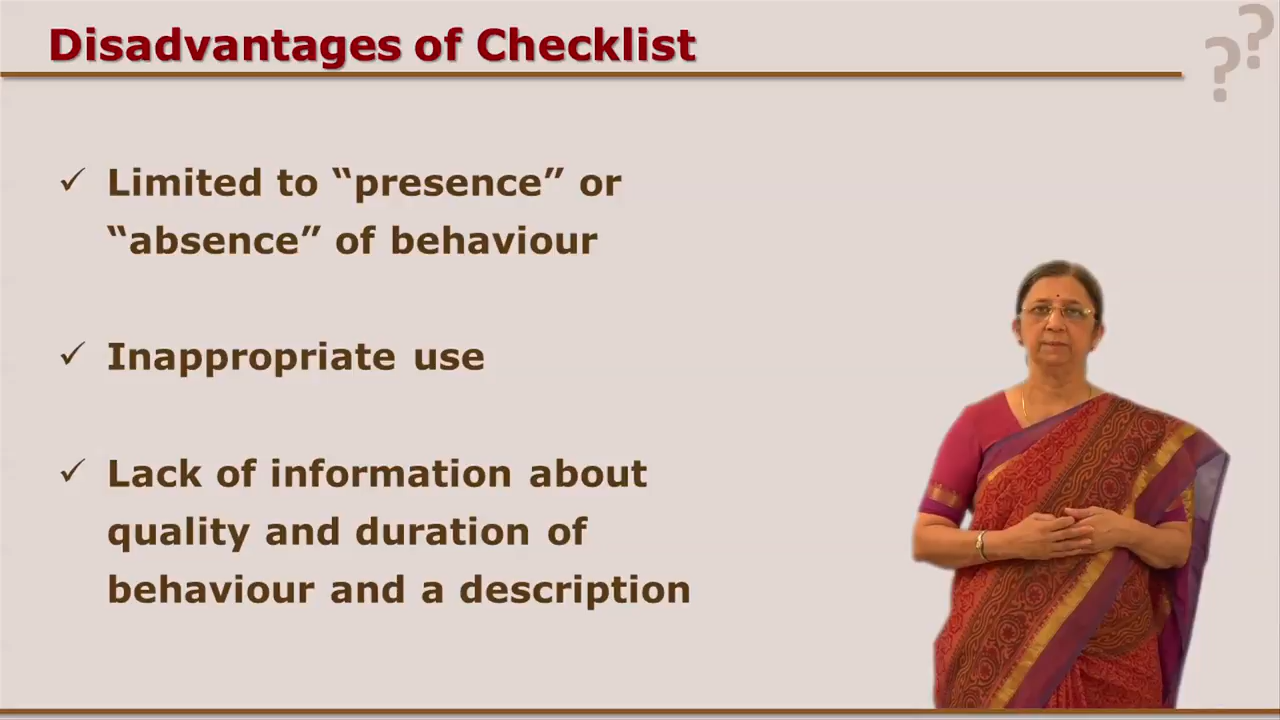 Disadvantages of Checklist
??
✓ Limited to “presence” or
“absence” of behaviour
✓ Inappropriate use
✓ Lack of information about
quality and duration of
behaviour and a description